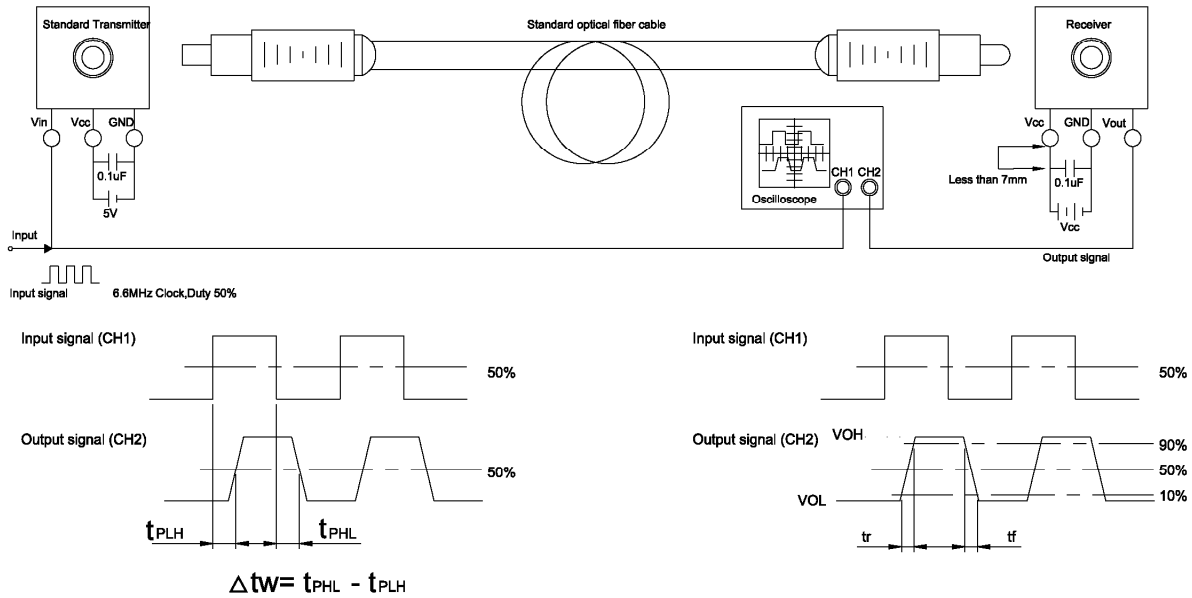 Standard Transmitter
Standard optical fiber cable
Receiver
Vin
Vcc
GND
0.1uF
5V
Vcc
GND
Vout
Less than 7mm
0.1uF
Vcc
CH1
CH2
Oscilloscope
Input
Output signal
Input signal
6.6MHz Clock,Duty 50%
Input signal (CH1)
50%
Output signal (CH2)
50%
tPLH
tPHL
△tw= tPHL - tPLH
Input signal (CH1)
50%
Output signal (CH2)
VOH
90%
50%
VOL
10%
tr
tf